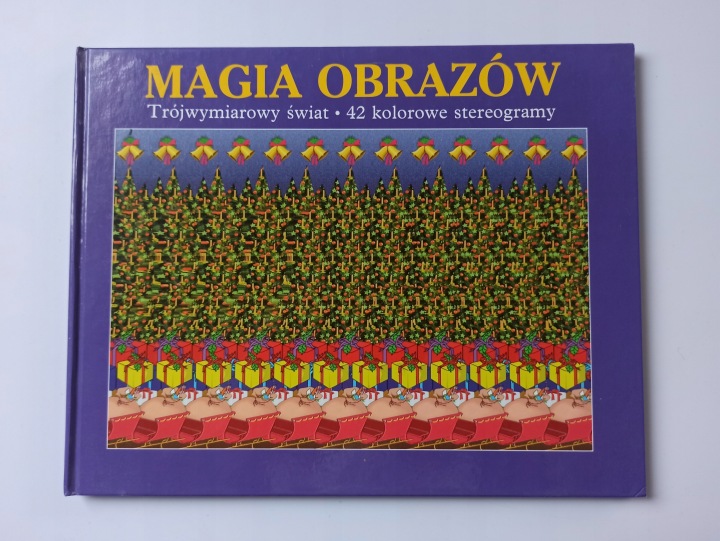 MAGIA OBRAZÓW
Trójwymiarowy świat • 42 kolorowe stereogramy